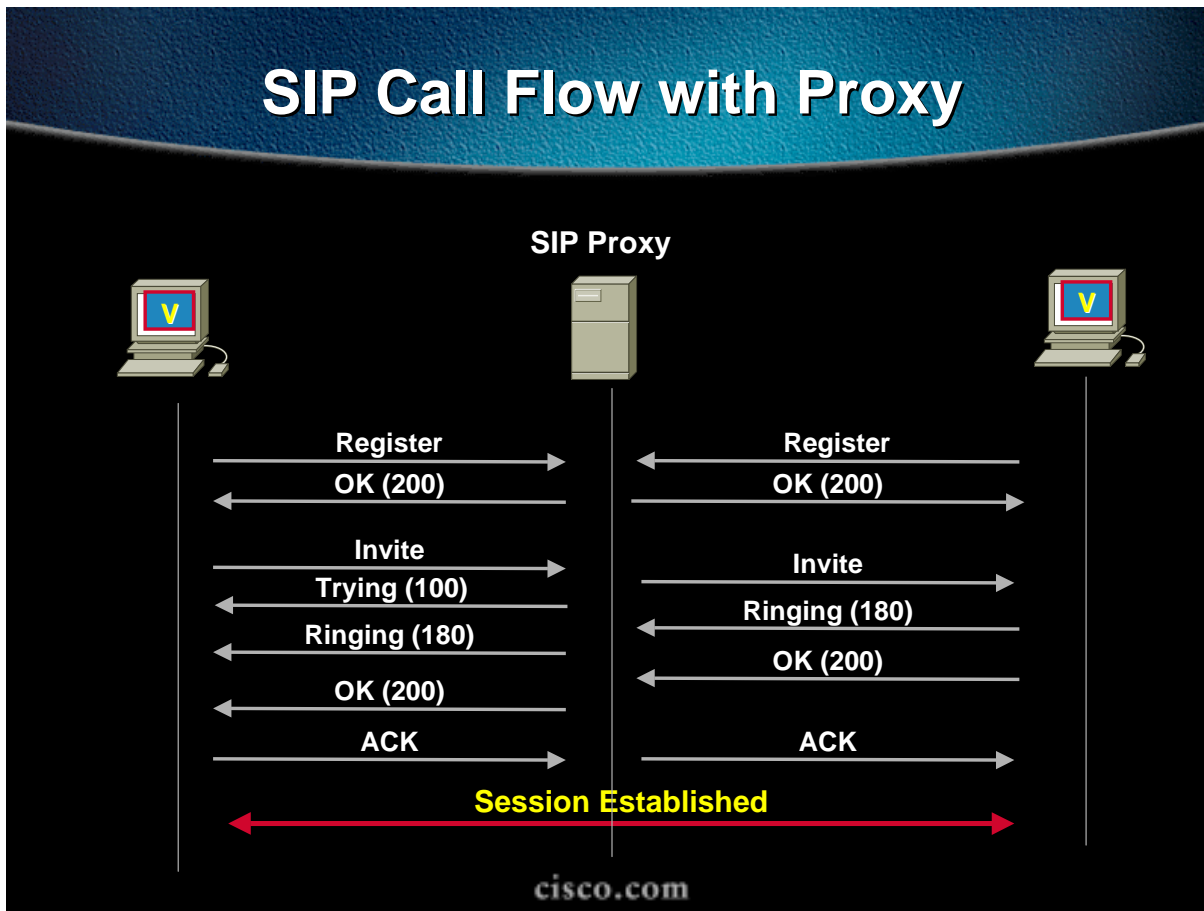 SIP Call Flow with Proxy
SIP Proxy
V
V
Register
Register
OK (200)
OK (200)
Invite
Invite
Trying (100)
Ringing (180)
Ringing (180)
OK (200)
OK (200)
ACK
ACK
Session Established
cisco.com